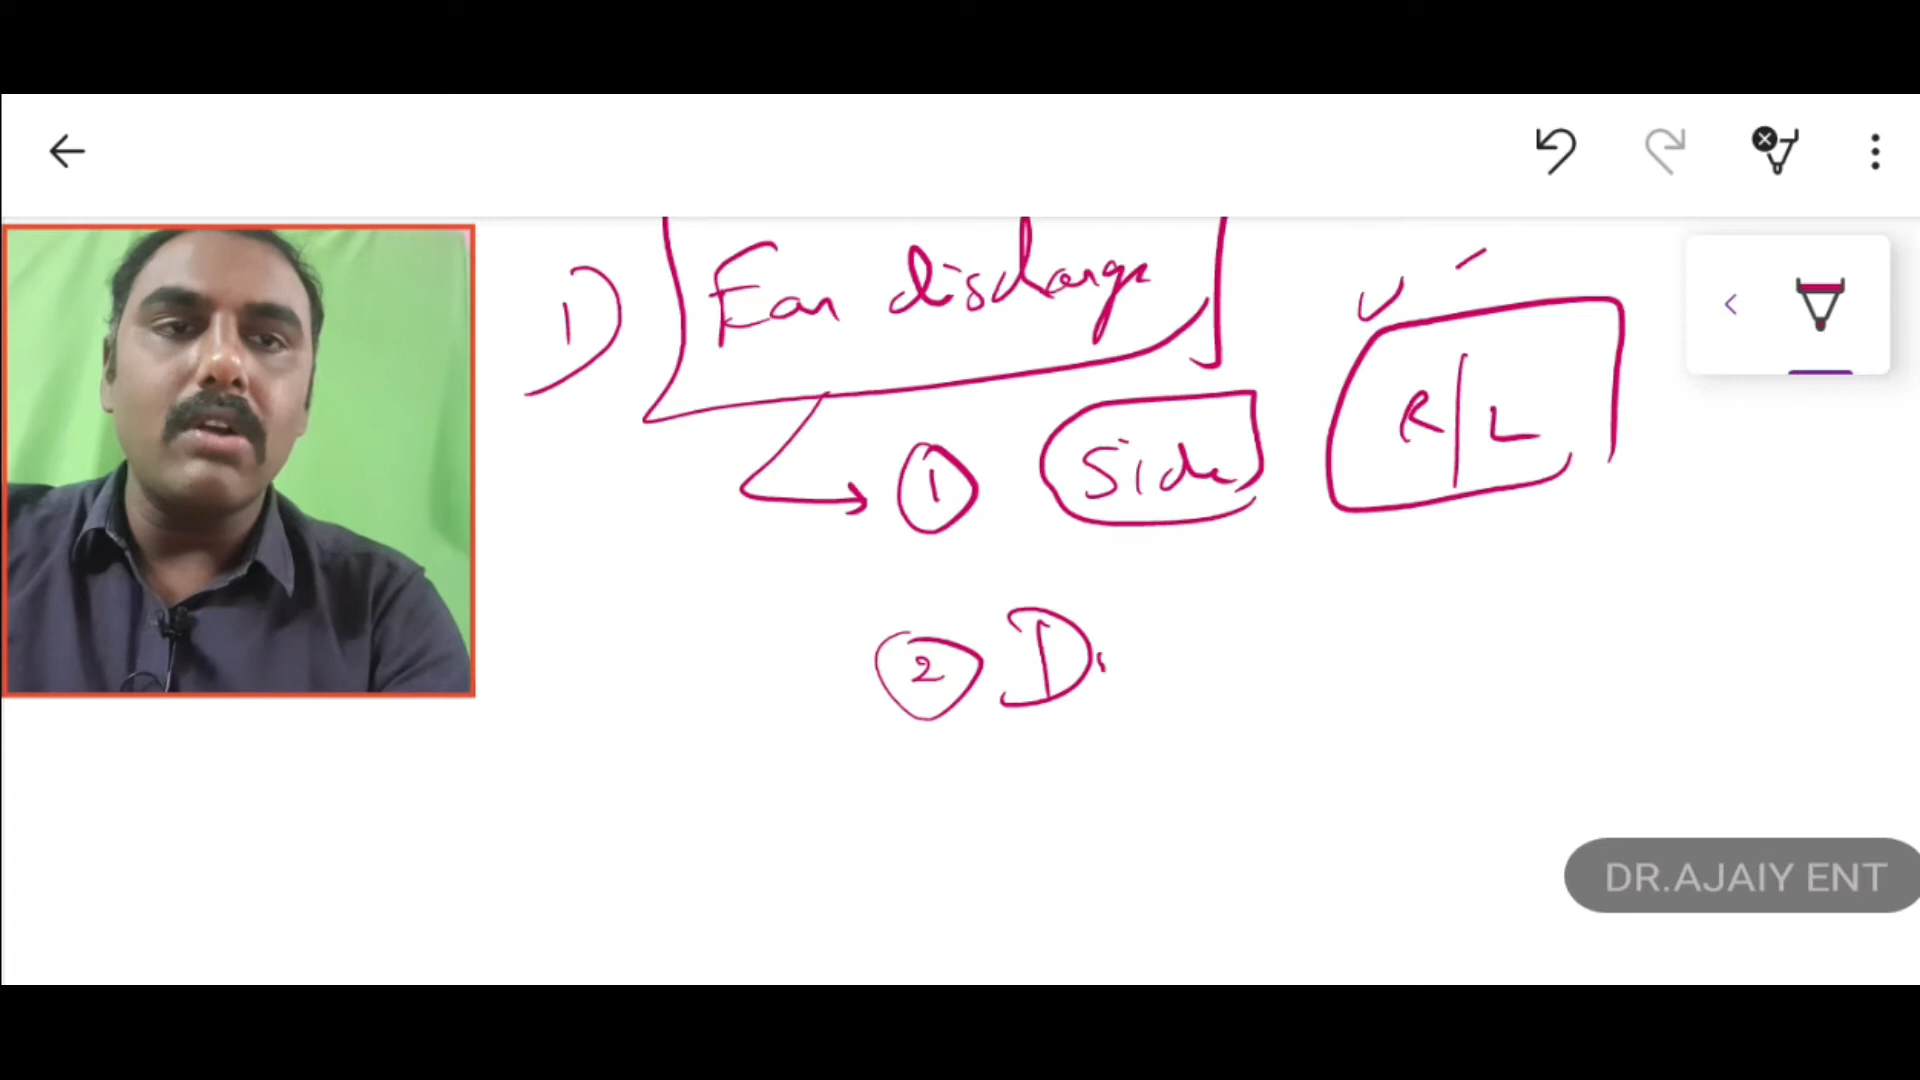 1) Ear discharge
① Side R/L
② D
DR.AJAIY ENT